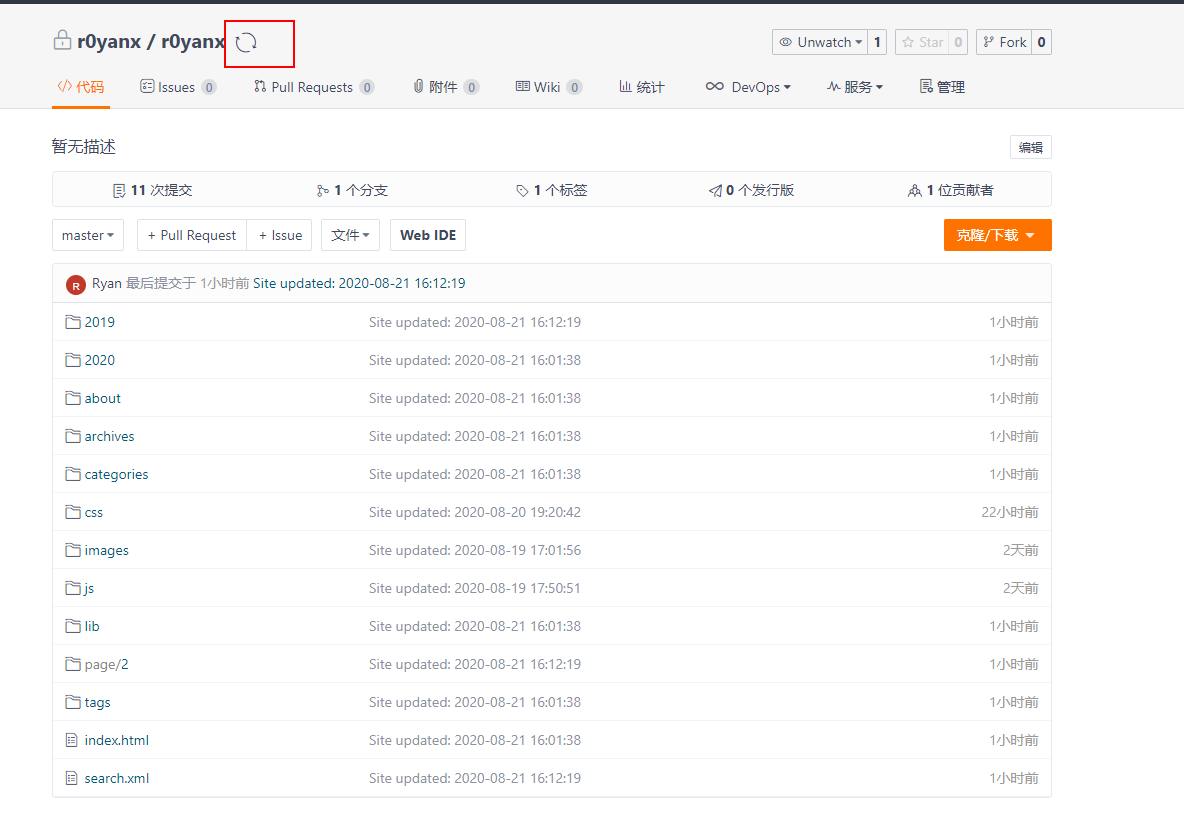 r0yanx / r0yanx
Unwatch 1 Star 0 Fork 0
代码 Issues 0 Pull Requests 0 附件 0 Wiki 0 统计 DevOps 服务 管理
暂无描述 编辑
11 次提交 1 个分支 1 个标签 0 个发行版 1 位贡献者
master + Pull Request + Issue 文件 Web IDE 克隆/下载
R Ryan 最后提交于 1小时前 Site updated: 2020-08-21 16:12:19
2019 Site updated: 2020-08-21 16:12:19 1小时前
2020 Site updated: 2020-08-21 16:01:38 1小时前
about Site updated: 2020-08-21 16:01:38 1小时前
archives Site updated: 2020-08-21 16:01:38 1小时前
categories Site updated: 2020-08-21 16:01:38 1小时前
css Site updated: 2020-08-20 19:20:42 22小时前
images Site updated: 2020-08-19 17:01:56 2天前
js Site updated: 2020-08-19 17:50:51 2天前
lib Site updated: 2020-08-21 16:01:38 1小时前
page/2 Site updated: 2020-08-21 16:12:19 1小时前
tags Site updated: 2020-08-21 16:01:38 1小时前
index.html Site updated: 2020-08-21 16:01:38 1小时前
search.xml Site updated: 2020-08-21 16:12:19 1小时前